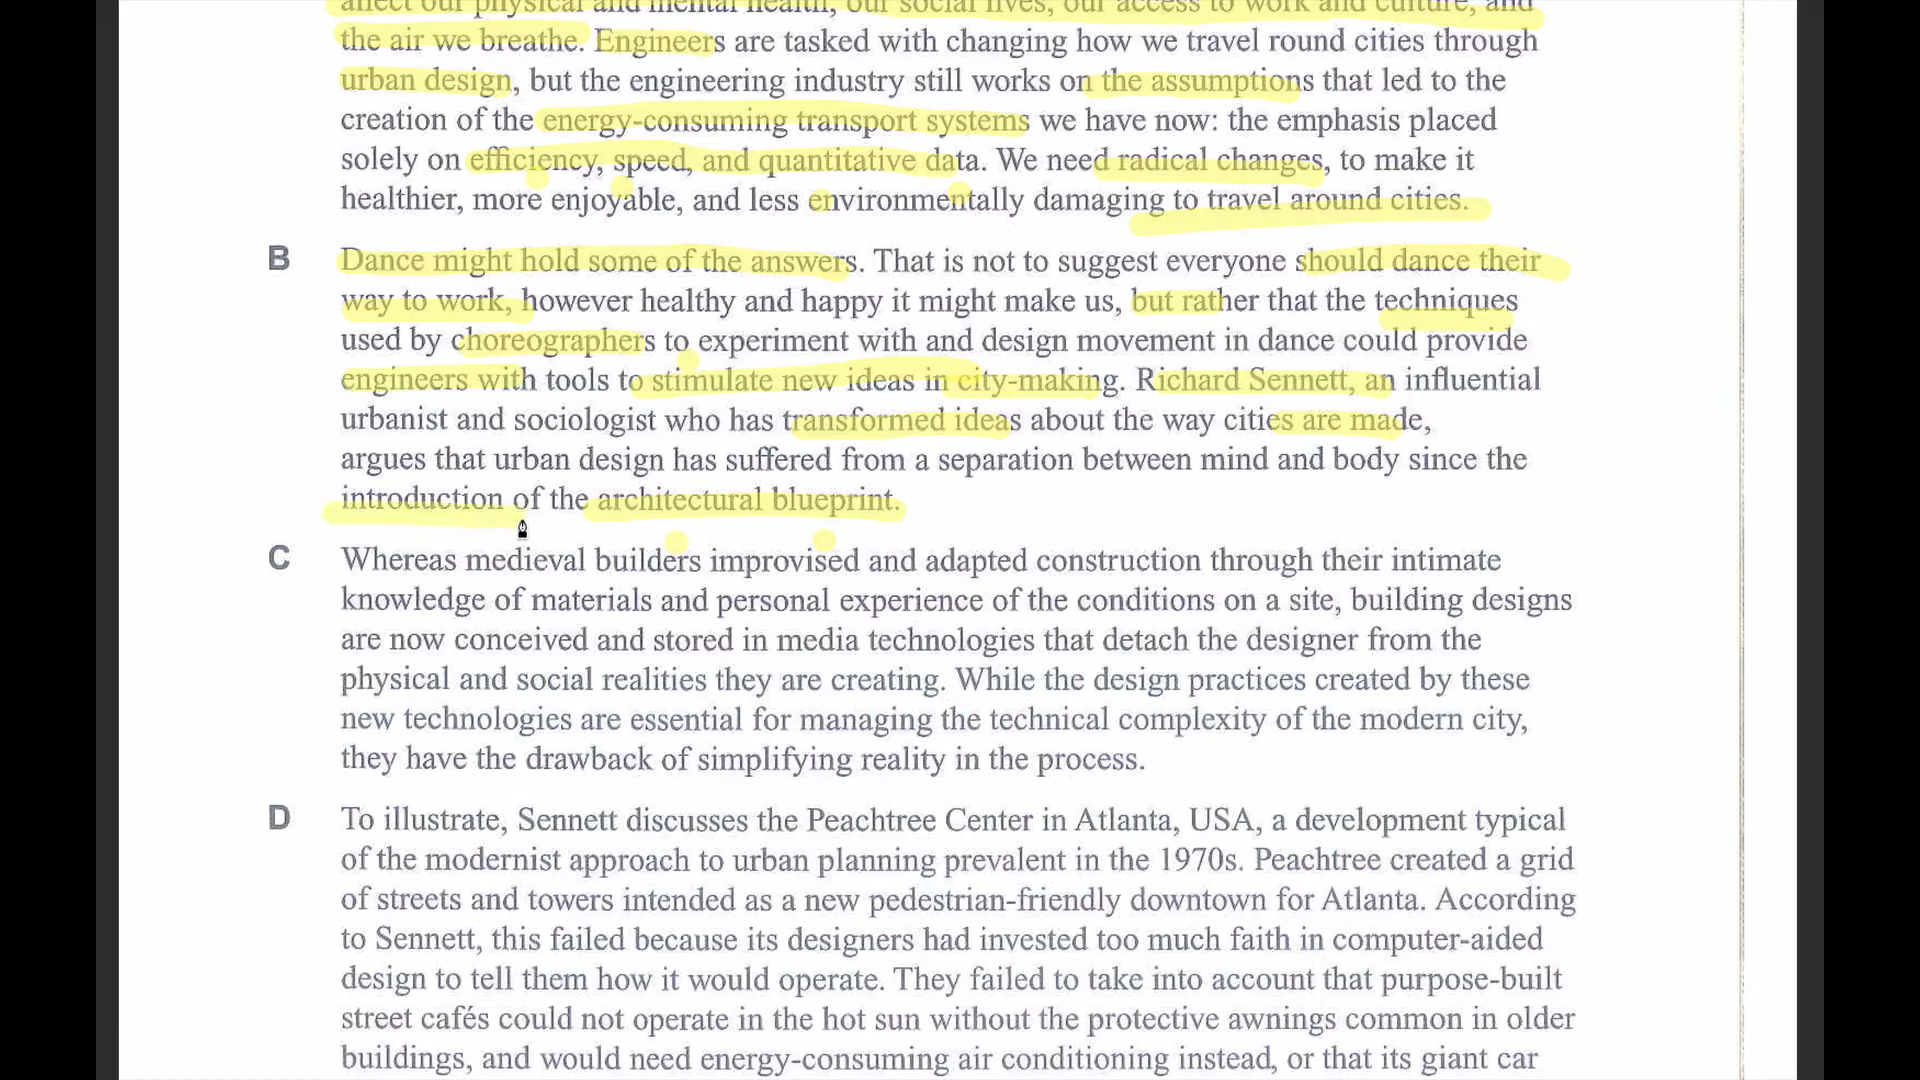 affect our physical and mental health, our social lives, our access to work and culture, and
the air we breathe. Engineers are tasked with changing how we travel round cities through
urban design, but the engineering industry still works on the assumptions that led to the
creation of the energy-consuming transport systems we have now: the emphasis placed
solely on efficiency, speed, and quantitative data. We need radical changes, to make it
healthier, more enjoyable, and less environmentally damaging to travel around cities.
B Dance might hold some of the answers. That is not to suggest everyone should dance their
way to work, however healthy and happy it might make us, but rather that the techniques
used by choreographers to experiment with and design movement in dance could provide
engineers with tools to stimulate new ideas in city-making. Richard Sennett, an influential
urbanist and sociologist who has transformed ideas about the way cities are made,
argues that urban design has suffered from a separation between mind and body since the
introduction of the architectural blueprint.
C Whereas medieval builders improvised and adapted construction through their intimate
knowledge of materials and personal experience of the conditions on a site, building designs
are now conceived and stored in media technologies that detach the designer from the
physical and social realities they are creating. While the design practices created by these
new technologies are essential for managing the technical complexity of the modern city,
they have the drawback of simplifying reality in the process.
D To illustrate, Sennett discusses the Peachtree Center in Atlanta, USA, a development typical
of the modernist approach to urban planning prevalent in the 1970s. Peachtree created a grid
of streets and towers intended as a new pedestrian-friendly downtown for Atlanta. According
to Sennett, this failed because its designers had invested too much faith in computer-aided
design to tell them how it would operate. They failed to take into account that purpose-built
street cafés could not operate in the hot sun without the protective awnings common in older
buildings, and would need energy-consuming air conditioning instead, or that its giant car